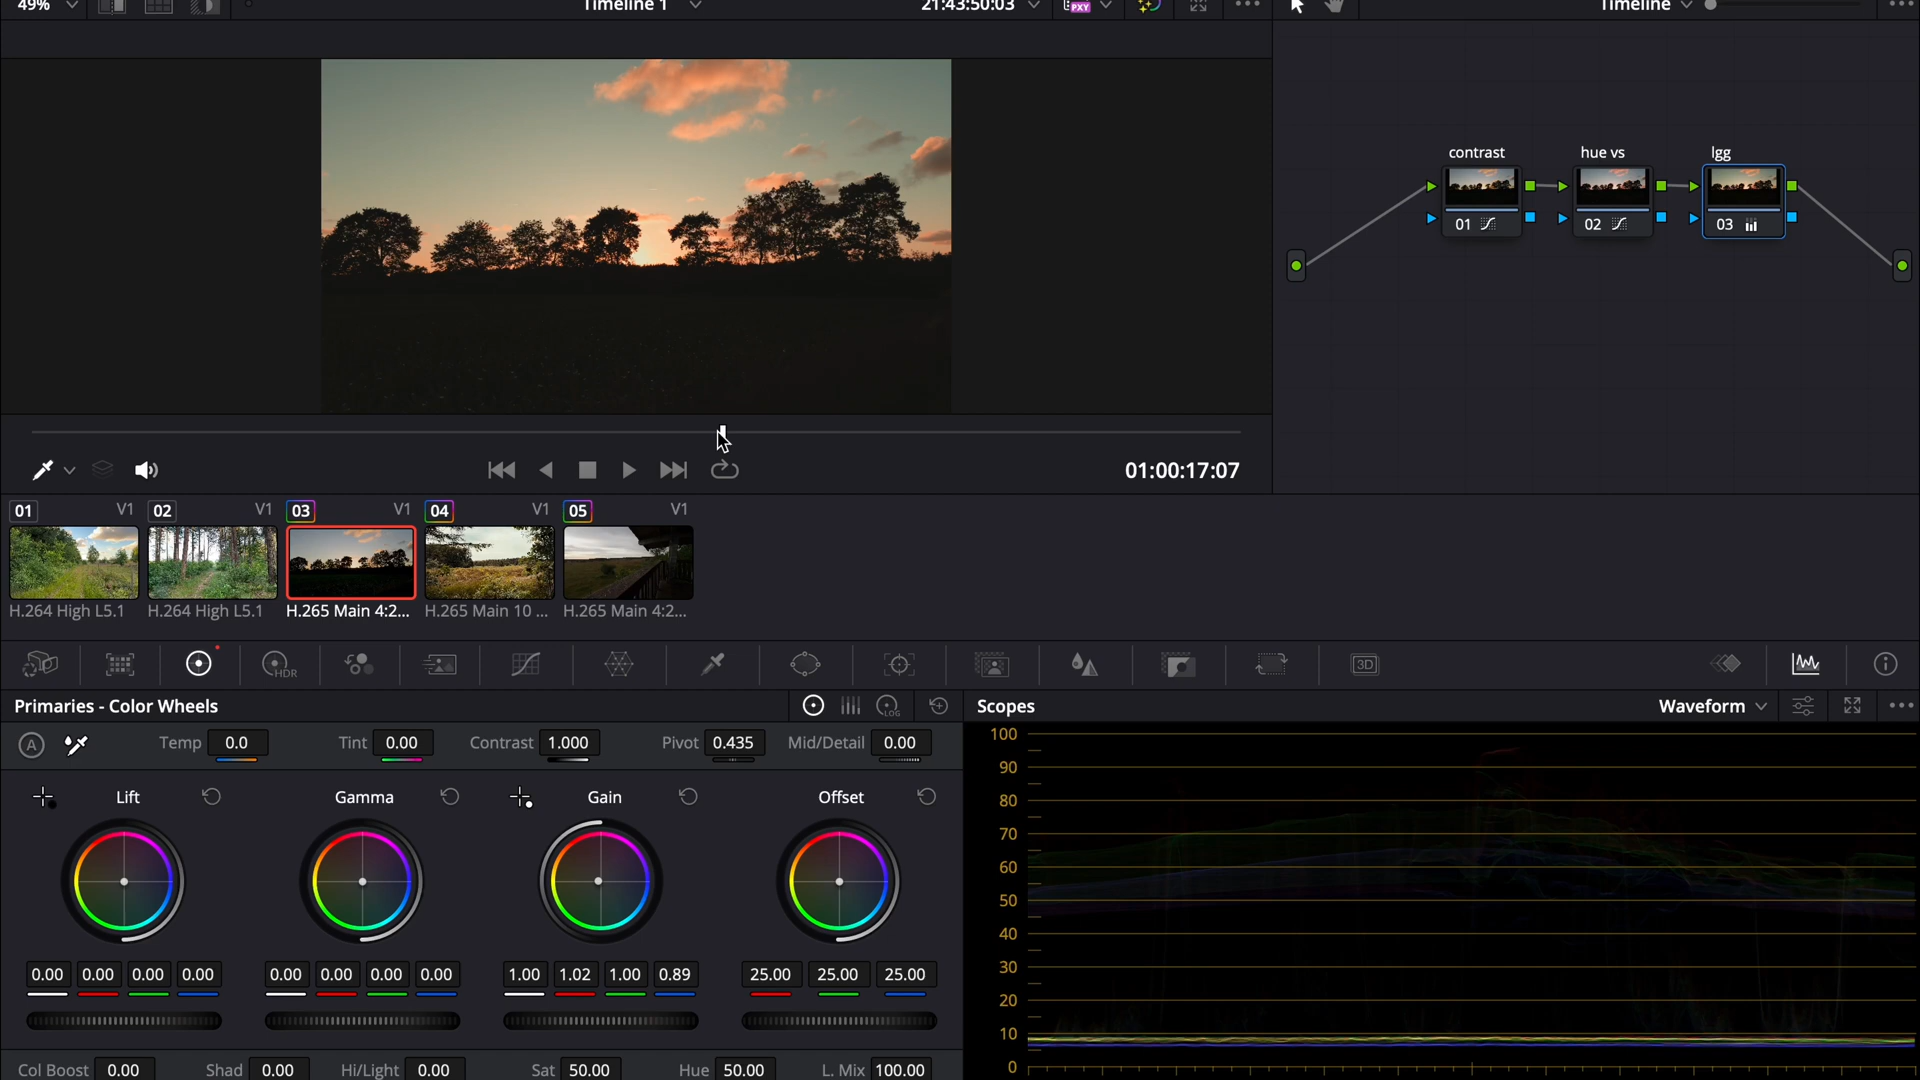 49%
Timeline 1
21:43:50:03
PXY
Timeline
contrast
hue vs
lgg
01
02
03
01:00:17:07
01 V1
02 V1
03 V1
04 V1
05 V1
H.264 High L5.1
H.264 High L5.1
H.265 Main 4:2...
H.265 Main 10 ...
H.265 Main 4:2...
HDR
3D
Primaries - Color Wheels
LOG
Scopes
Waveform
A
Temp 0.0
Tint 0.00
Contrast 1.000
Pivot 0.435
Mid/Detail 0.00
Lift
Gamma
Gain
Offset
0.00 0.00 0.00 0.00
0.00 0.00 0.00 0.00
1.00 1.02 1.00 0.89
25.00 25.00 25.00
Col Boost 0.00
Shad 0.00
Hi/Light 0.00
Sat 50.00
Hue 50.00
L. Mix 100.00
100
90
80
70
60
50
40
30
20
10
0